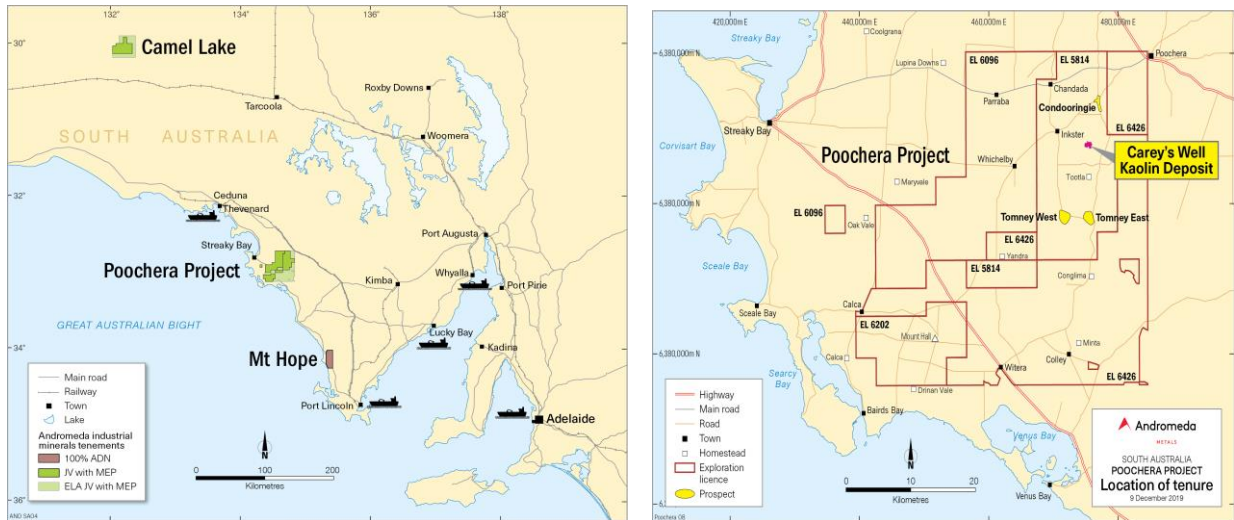 132°
134°
136°
138°
30°
Camel Lake
Tarcoola
Roxby Downs
Woomera
SOUTH AUSTRALIA
32°
Ceduna
Thevenard
Streaky Bay
Port Augusta
Poochera Project
Kimba
Whyalla
Port Pirie
GREAT AUSTRALIAN BIGHT
Lucky Bay
Kadina
34°
Mt Hope
Port Lincoln
Adelaide
Main road
Railway
Town
Lake
Andromeda industrial
minerals tenements
100% ADN
JV with MEP
ELA JV with MEP
N
0 100 200
Kilometres
36°
AND SA04
420,000m E
440,000m E
460,000m E
480,000m E
Streaky Bay
Coolgrana
6,380,000m N
Lupina Downs
EL 6096
EL 5814
Poochera
Chandada
Parraba
Condooringie
Streaky Bay
Inkster
EL 6426
Corvisart Bay
Poochera Project
Whichelby
Carey's Well
Kaolin Deposit
Maryvale
Tootla
6,380,000m N
EL 6096
Oak Vale
Tomney West
Tomney East
EL 6426
Yandra
Sceale Bay
EL 5814
Conglima
Calca
Sceale Bay
EL 6202
Mount Hall
Minta
6,380,000m N
Calca
Colley
Searcy
Bay
Witera
EL 6426
Drinan Vale
Highway
Main road
Road
Town
Homestead
Exploration
licence
Prospect
Bairds Bay
Venus Bay
N
0 10 20
Kilometres
Venus Bay
Andromeda
METALS
SOUTH AUSTRALIA
POOCHERA PROJECT
Location of tenure
9 December 2019
Poochera 08